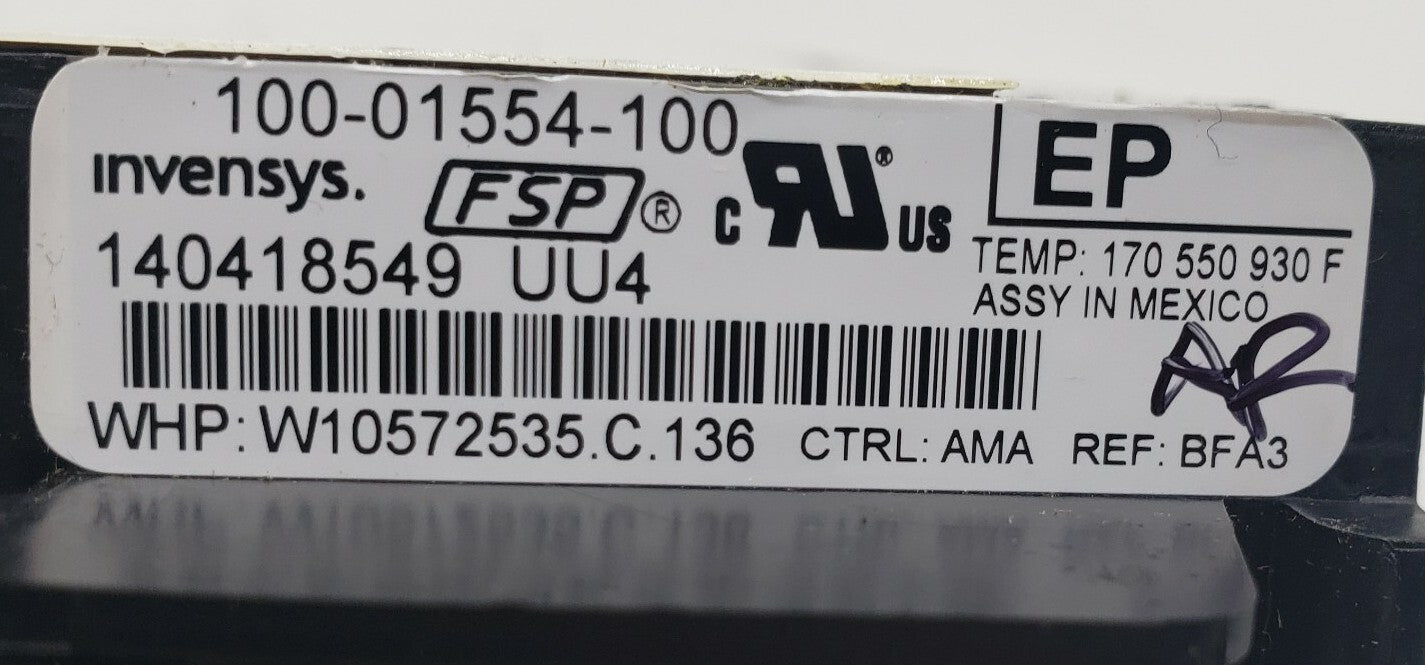 100-01554-100
invensys. FSP® c RU® US EP
140418549 UU4
TEMP: 170 550 930 F
ASSY IN MEXICO
WHP: W10572535.C.136 CTRL: AMA REF: BFA3